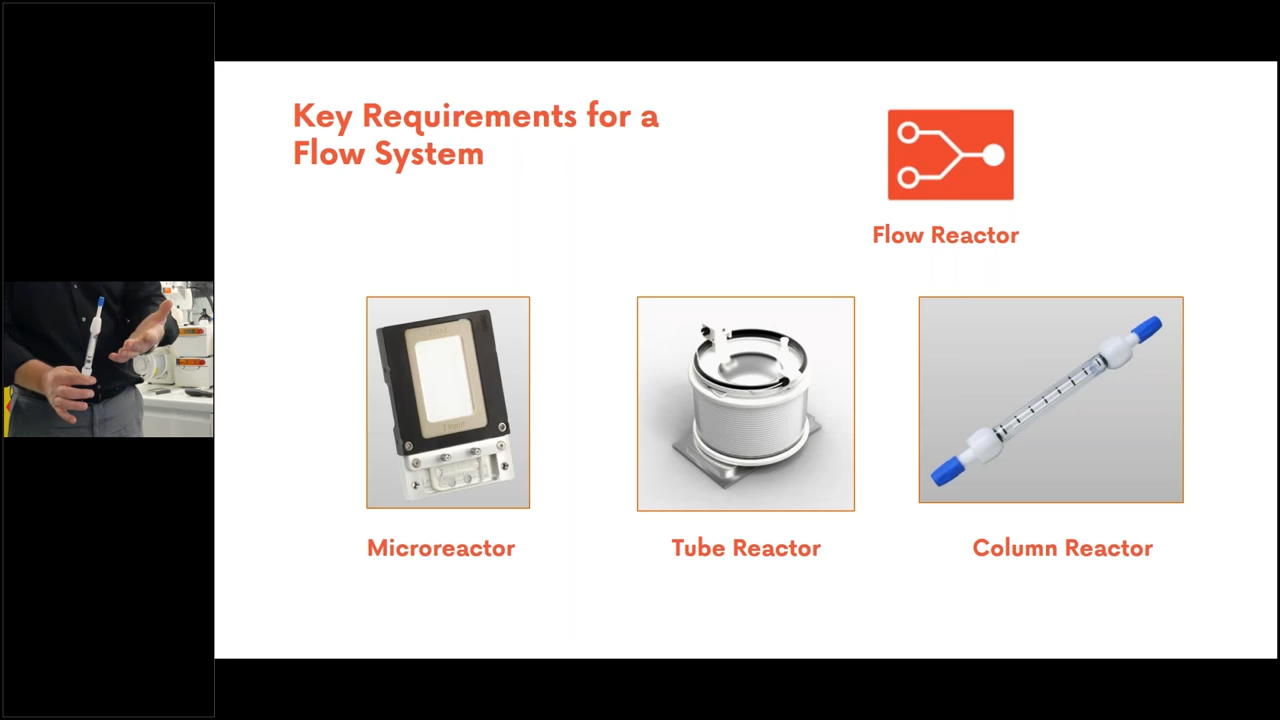 Key Requirements for a
Flow System
Flow Reactor
Microreactor
Tube Reactor
Column Reactor